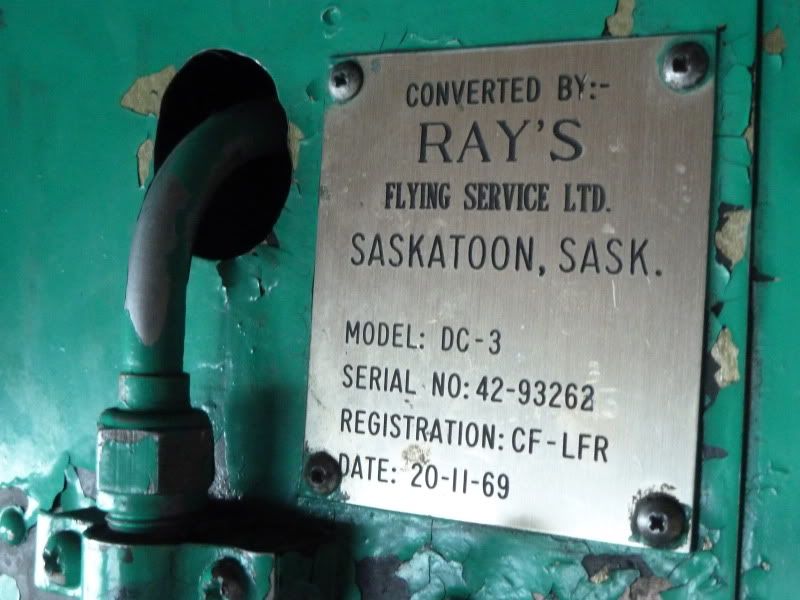 CONVERTED BY:-
RAY'S
FLYING SERVICE LTD.
SASKATOON, SASK.
MODEL: DC-3
SERIAL NO: 42-93262
REGISTRATION: CF-LFR
DATE: 20-11-69